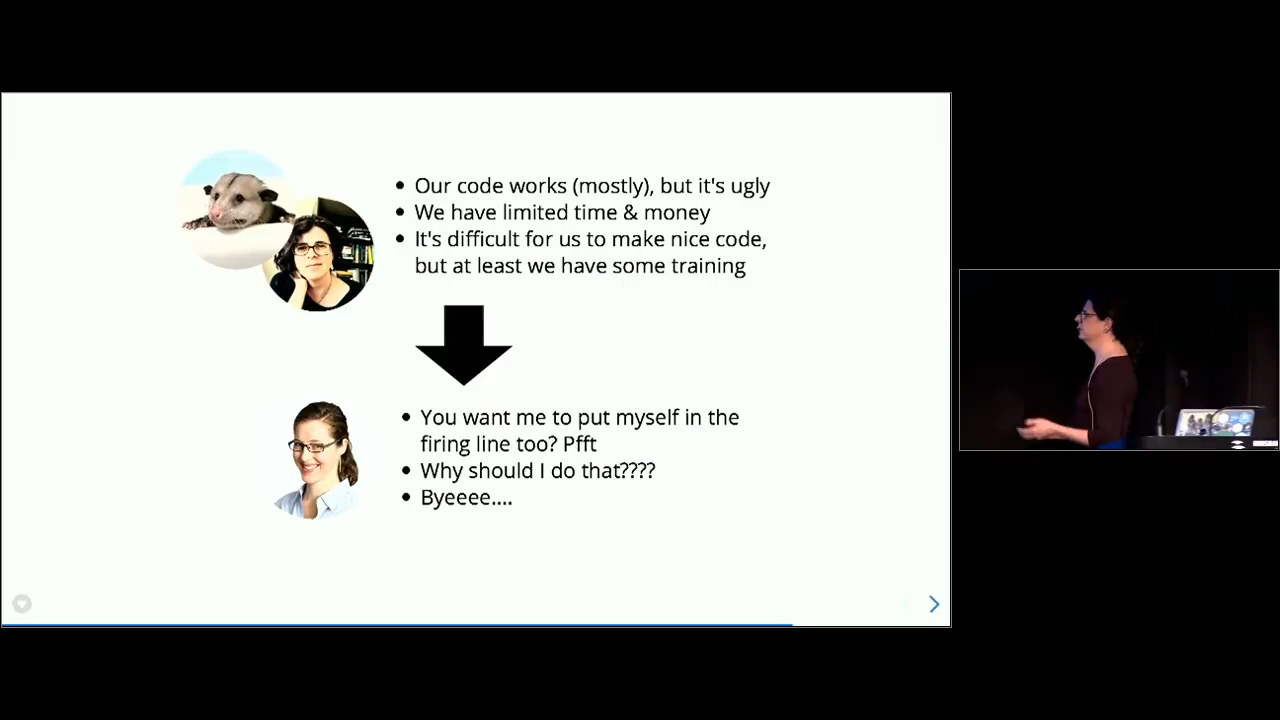 Our code works (mostly), but it's ugly
We have limited time & money
It's difficult for us to make nice code,
but at least we have some training
You want me to put myself in the
firing line too? Pfft
Why should I do that????
Byeeee....